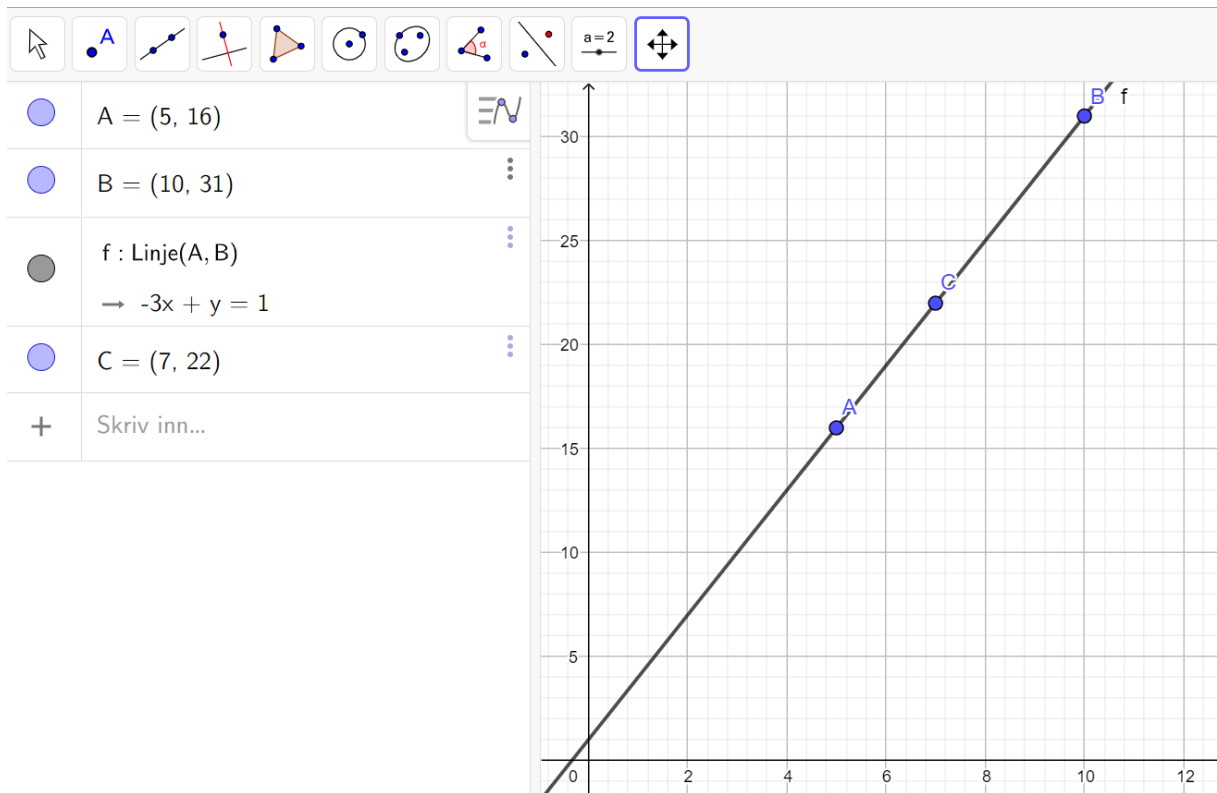 A
α
a = 2
A = (5, 16)
B = (10, 31)
f : Linje(A, B)
→ -3x + y = 1
C = (7, 22)
+ Skriv inn...
B f
30
25
C
20
A
15
10
5
0 2 4 6 8 10 12